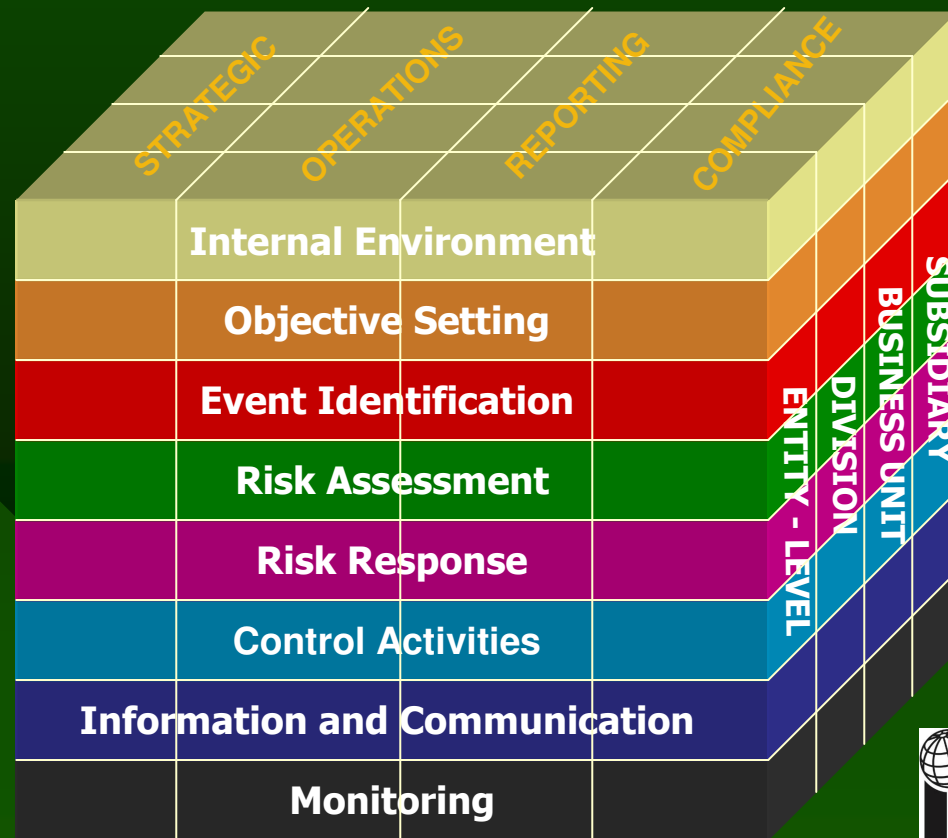 STRATEGIC
OPERATIONS
REPORTING
COMPLIANCE
Internal Environment
Objective Setting
Event Identification
Risk Assessment
Risk Response
Control Activities
Information and Communication
Monitoring
ENTITY - LEVEL
DIVISION
BUSINESS UNIT
SUBSIDIARY